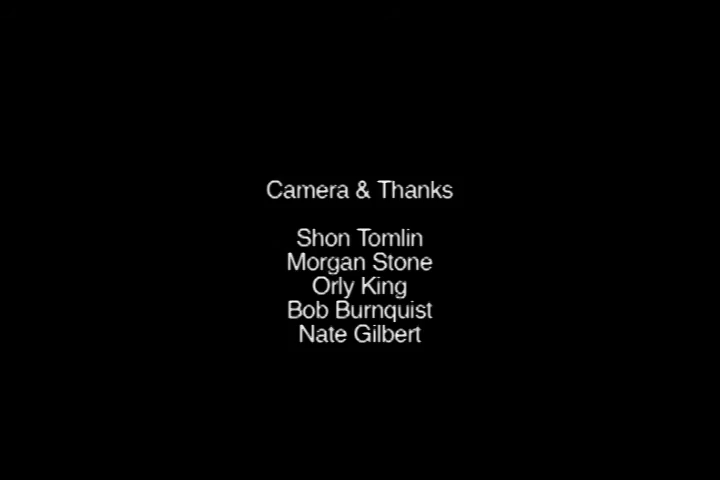 Camera & Thanks
Shon Tomlin
Morgan Stone
Orly King
Bob Burnquist
Nate Gilbert